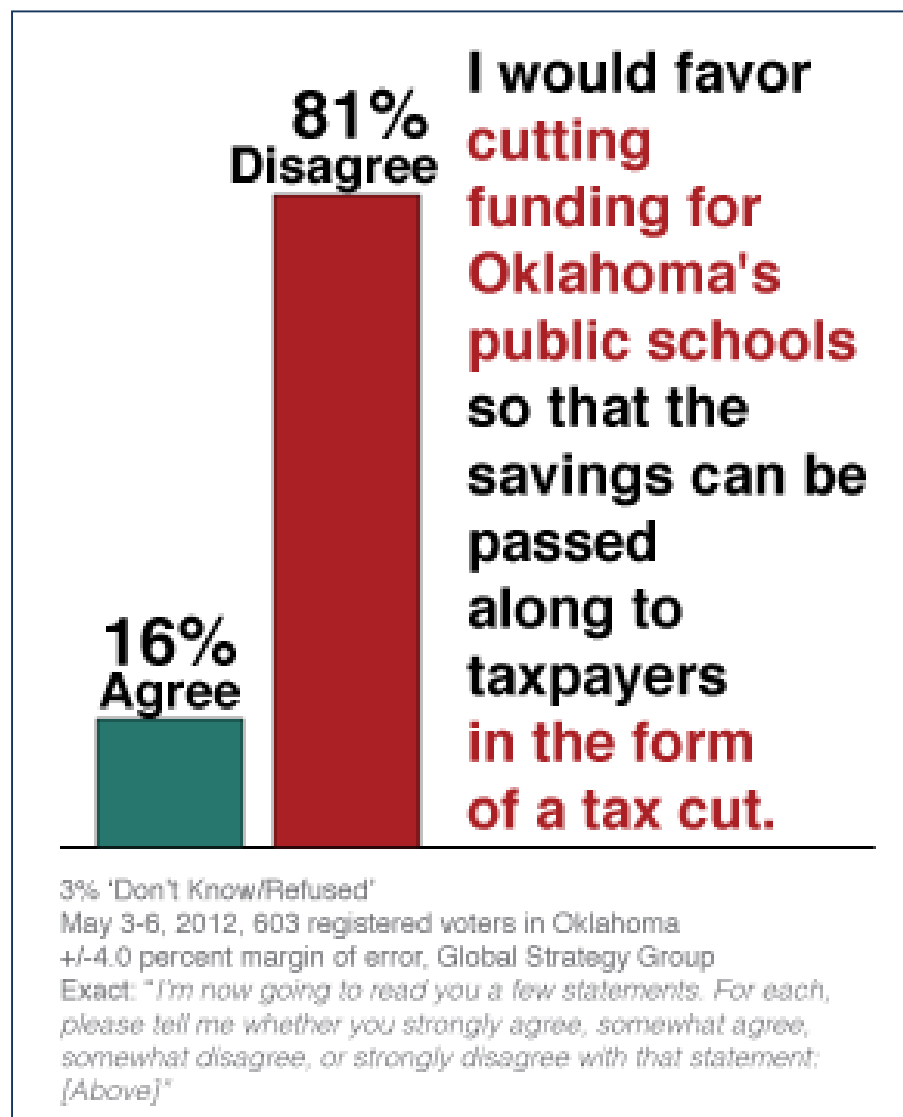 81%
Disagree
16%
Agree
I would favor
cutting
funding for
Oklahoma's
public schools
so that the
savings can be
passed
along to
taxpayers
in the form
of a tax cut.
3% ‘Don't Know/Refused’
May 3-6, 2012, 603 registered voters in Oklahoma
+/-4.0 percent margin of error, Global Strategy Group
Exact: "I'm now going to read you a few statements. For each,
please tell me whether you strongly agree, somewhat agree,
somewhat disagree, or strongly disagree with that statement:
[Above]"